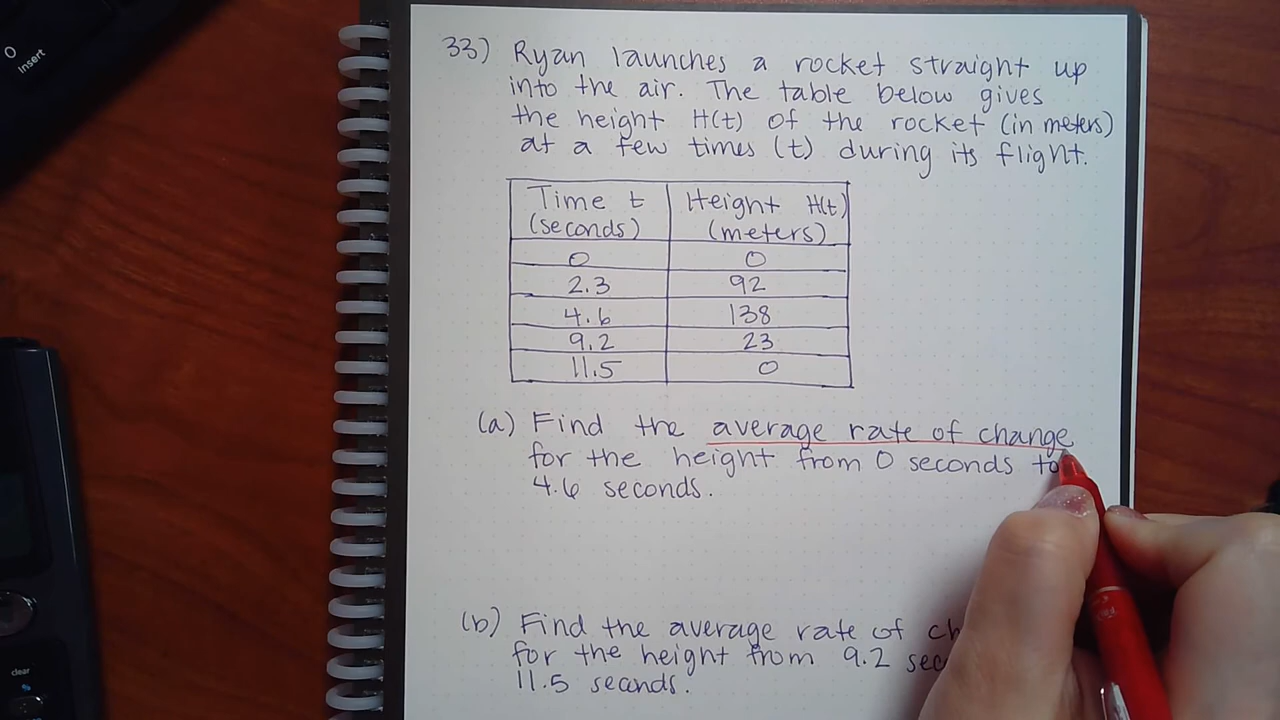 0
Insert
33) Ryan launches a rocket straight up
into the air. The table below gives
the height H(t) of the rocket (in meters)
at a few times (t) during its flight.
Time t Height H(t)
(seconds) (meters)
0 0
2.3 92
4.6 138
9.2 23
11.5 0
(a) Find the average rate of change
for the height from 0 seconds to
4.6 seconds.
(b) Find the average rate of
for the height from 9.2
11.5 seconds.
clear